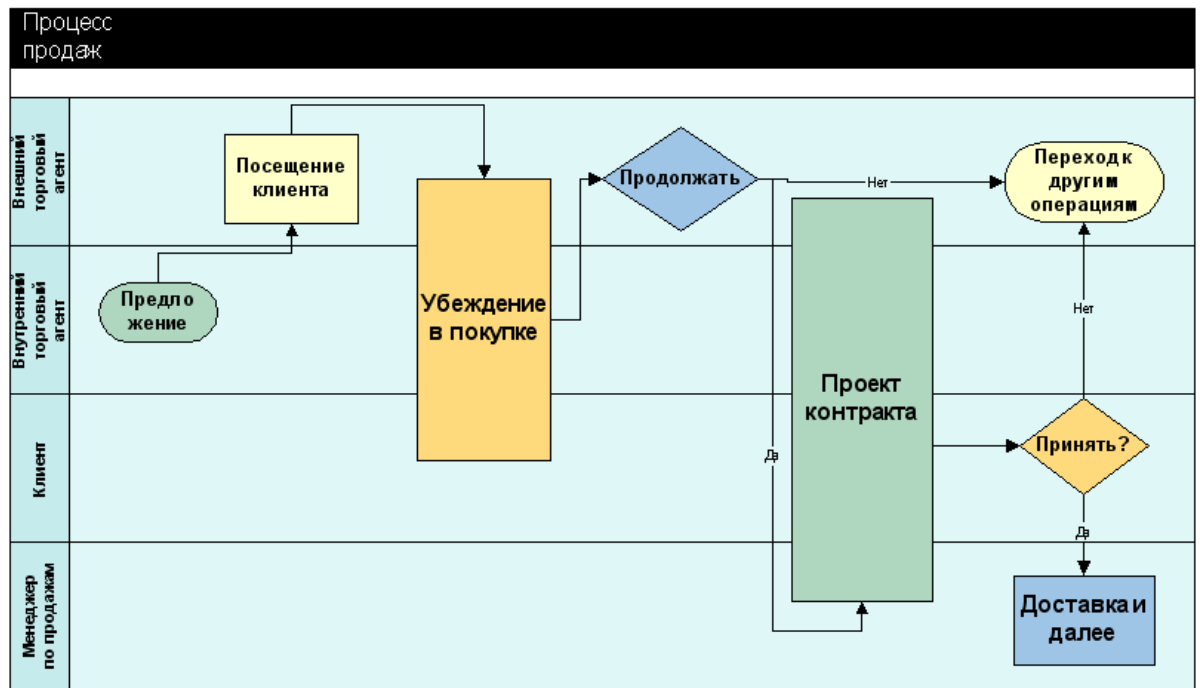 Процесс
продаж
Внешний
торговый
агент
Посещение
клиента
Продолжать
Нет
Переход к
другим
операциям
Внутренний
торговый
агент
Предло
жение
Убеждение
в покупке
Проект
контракта
Нет
Клиент
Да
Принять?
Да
Менеджер
по продажам
Доставка и
далее